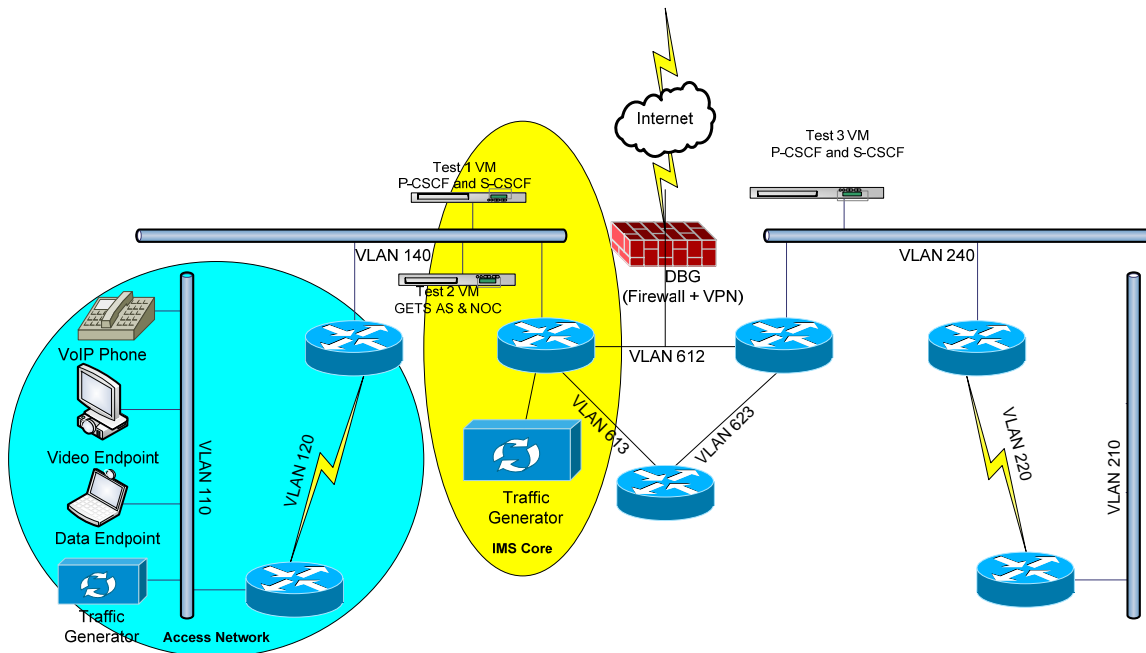 Internet
Test 1 VM
P-CSCF and S-CSCF
Test 3 VM
P-CSCF and S-CSCF
VLAN 140
VLAN 240
Test 2 VM
GETS AS & NOC
DBG
(Firewall + VPN)
VoIP Phone
VLAN 612
Video Endpoint
VLAN 110
VLAN 120
VLAN 613
VLAN 623
VLAN 220
VLAN 210
Data Endpoint
Traffic
Generator
IMS Core
Traffic
Generator
Access Network